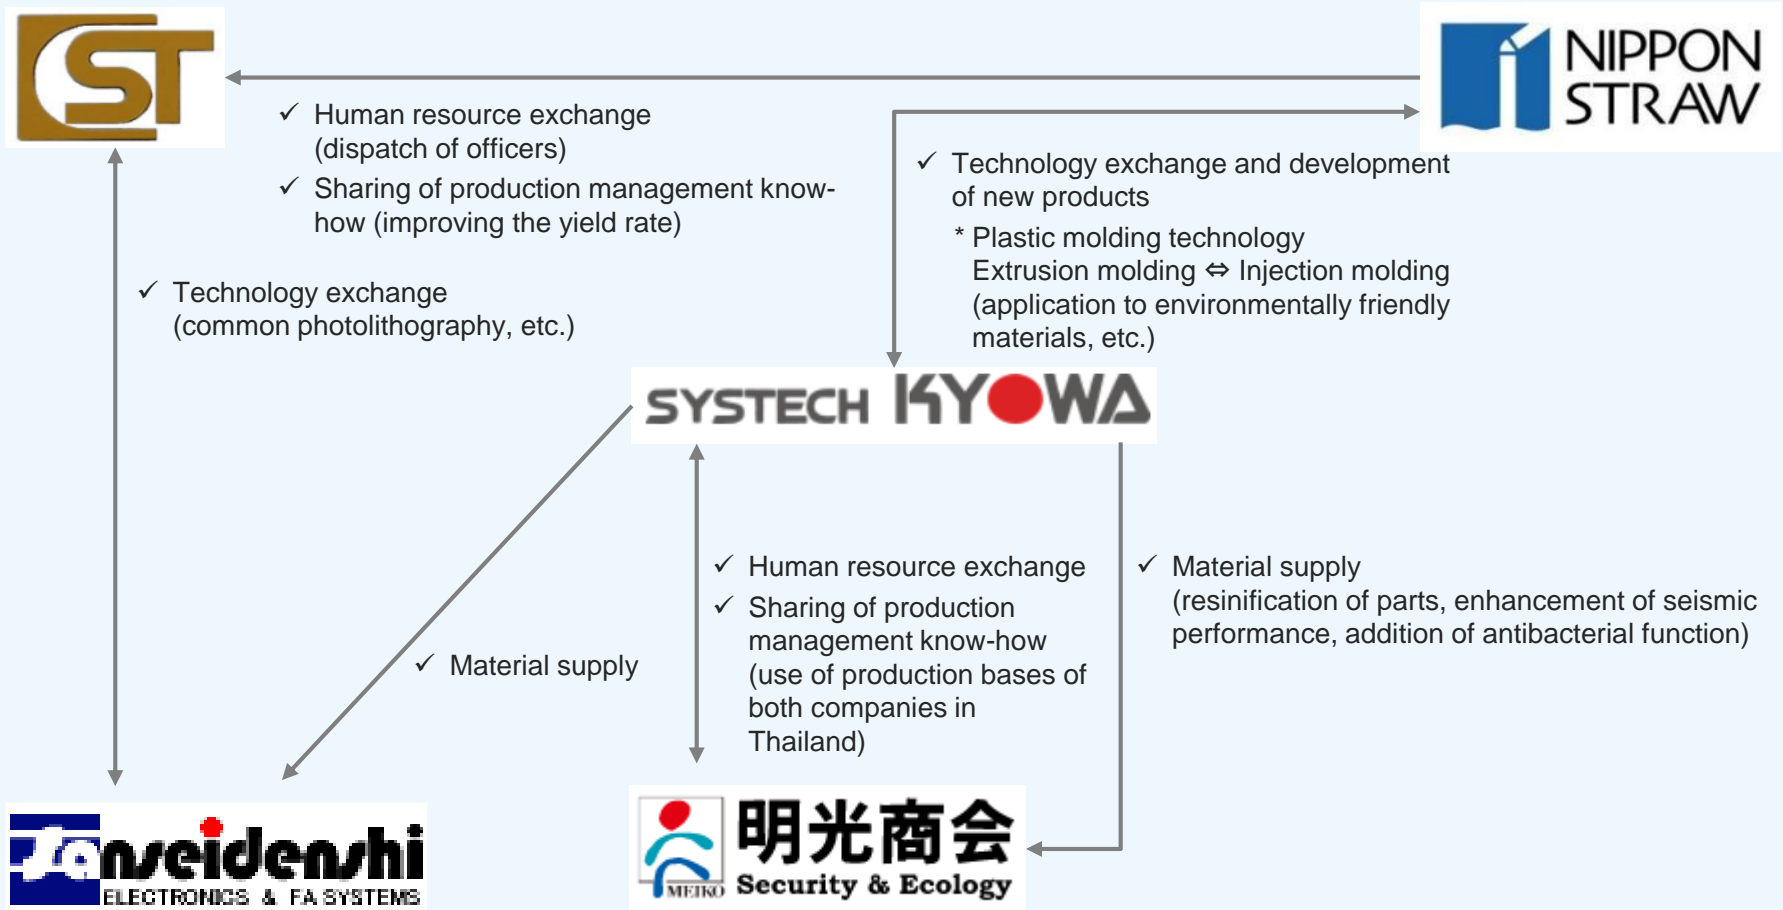 CST
NIPPON
STRAW
✓ Human resource exchange
(dispatch of officers)
✓ Sharing of production management know-
how (improving the yield rate)
✓ Technology exchange and development
of new products
* Plastic molding technology
Extrusion molding ⇔ Injection molding
(application to environmentally friendly
materials, etc.)
✓ Technology exchange
(common photolithography, etc.)
SYSTECH KYOWA
✓ Human resource exchange
✓ Sharing of production
management know-how
(use of production bases of
both companies in
Thailand)
✓ Material supply
(resinification of parts, enhancement of seismic
performance, addition of antibacterial function)
✓ Material supply
Sanseidenshi
ELECTRONICS & FA SYSTEMS
明光商会
MEIKO Security & Ecology